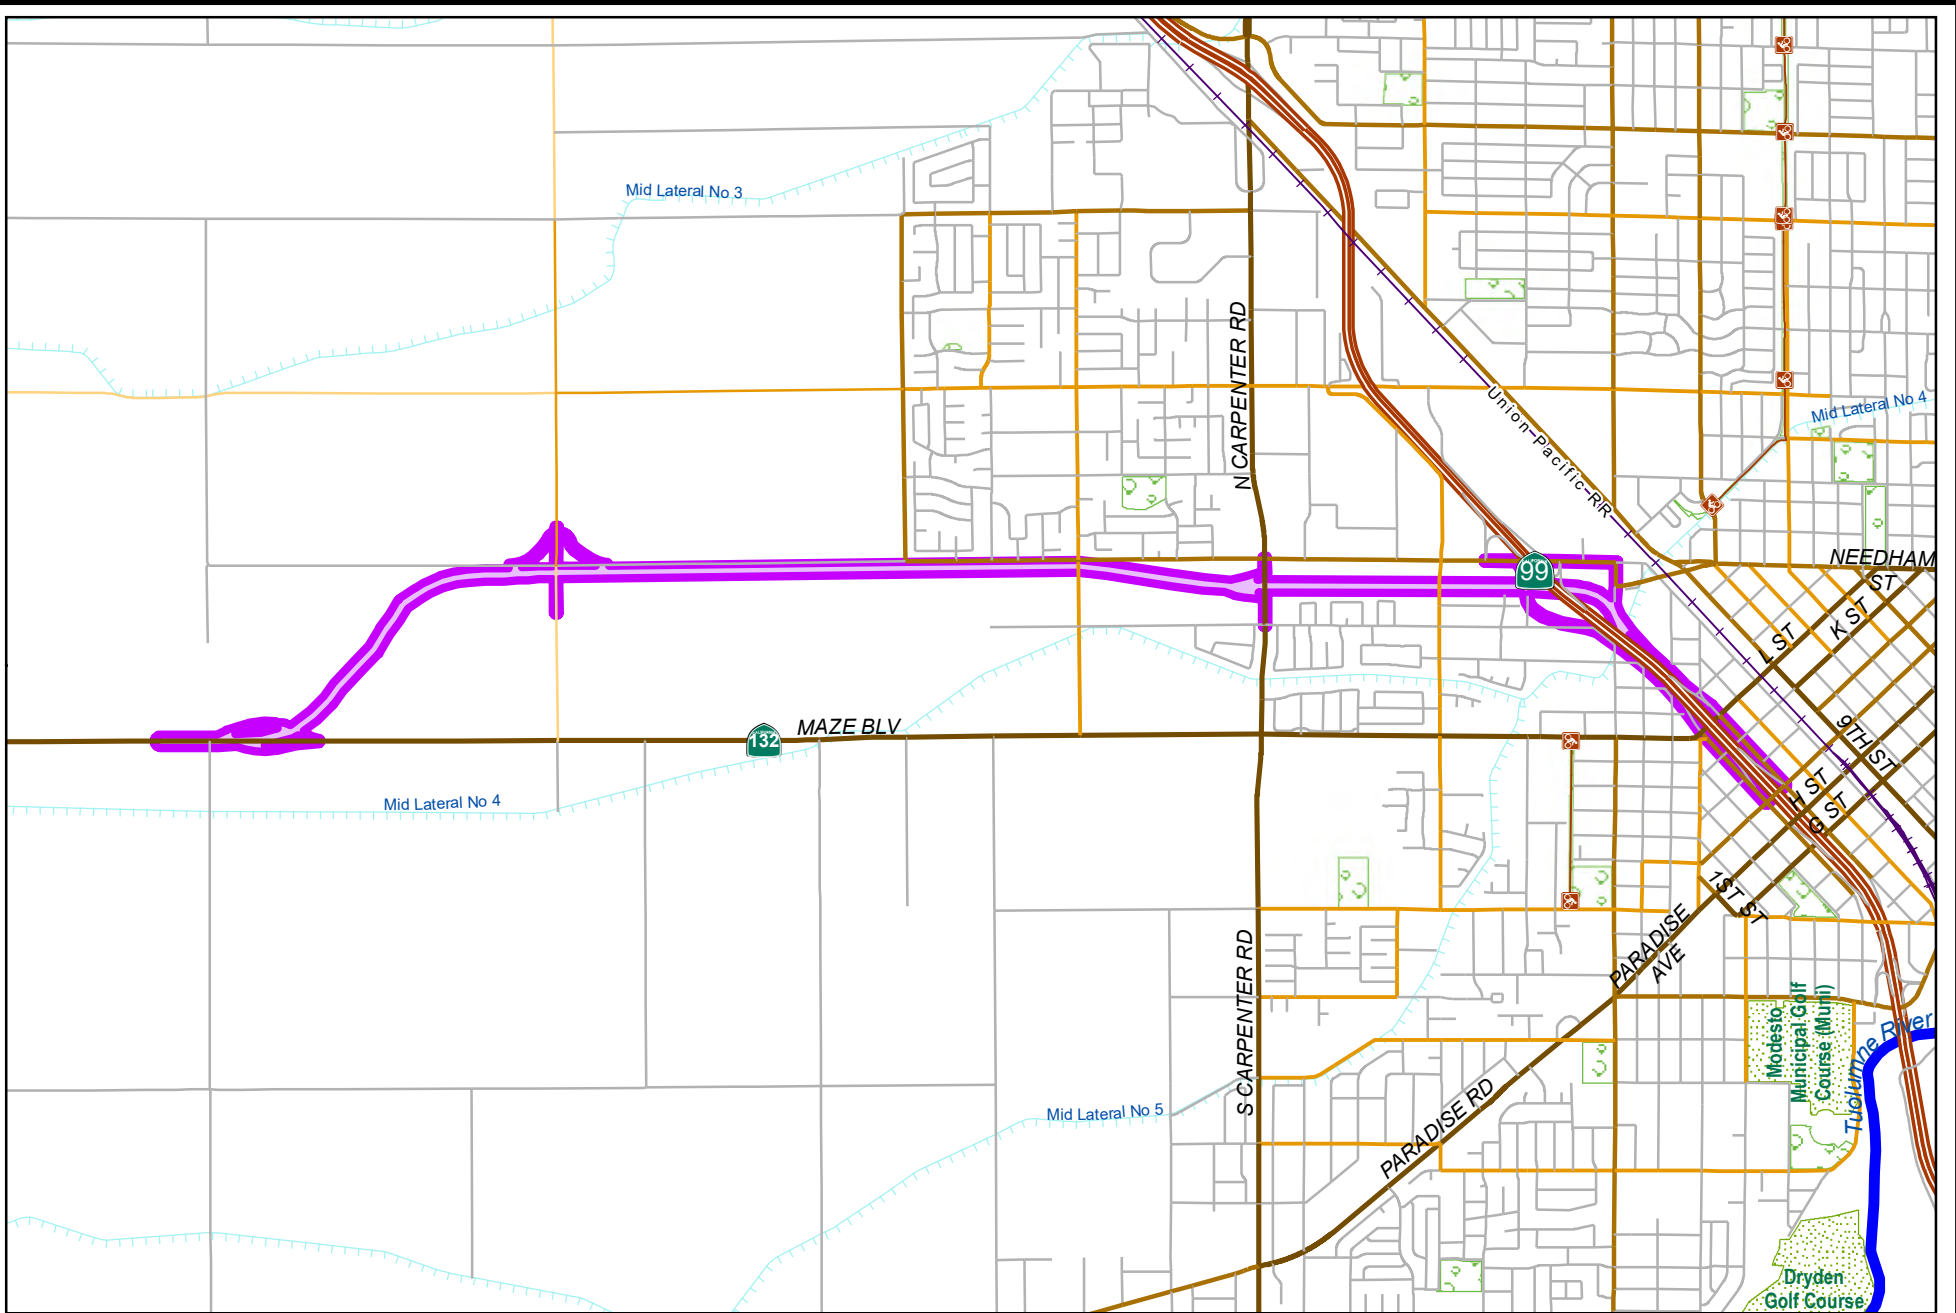 Mid Lateral No 3
N CARPENTER RD
Union Pacific RR
Mid Lateral No 4
99
NEEDHAM
ST
L ST
K ST
MAZE BLV
132
9TH ST
H ST
G ST
Mid Lateral No 4
1ST ST
PARADISE
AVE
S CARPENTER RD
Modesto
Municipal Golf
Course (Muni)
Tuolumne River
Mid Lateral No 5
PARADISE RD
Dryden
Golf Course